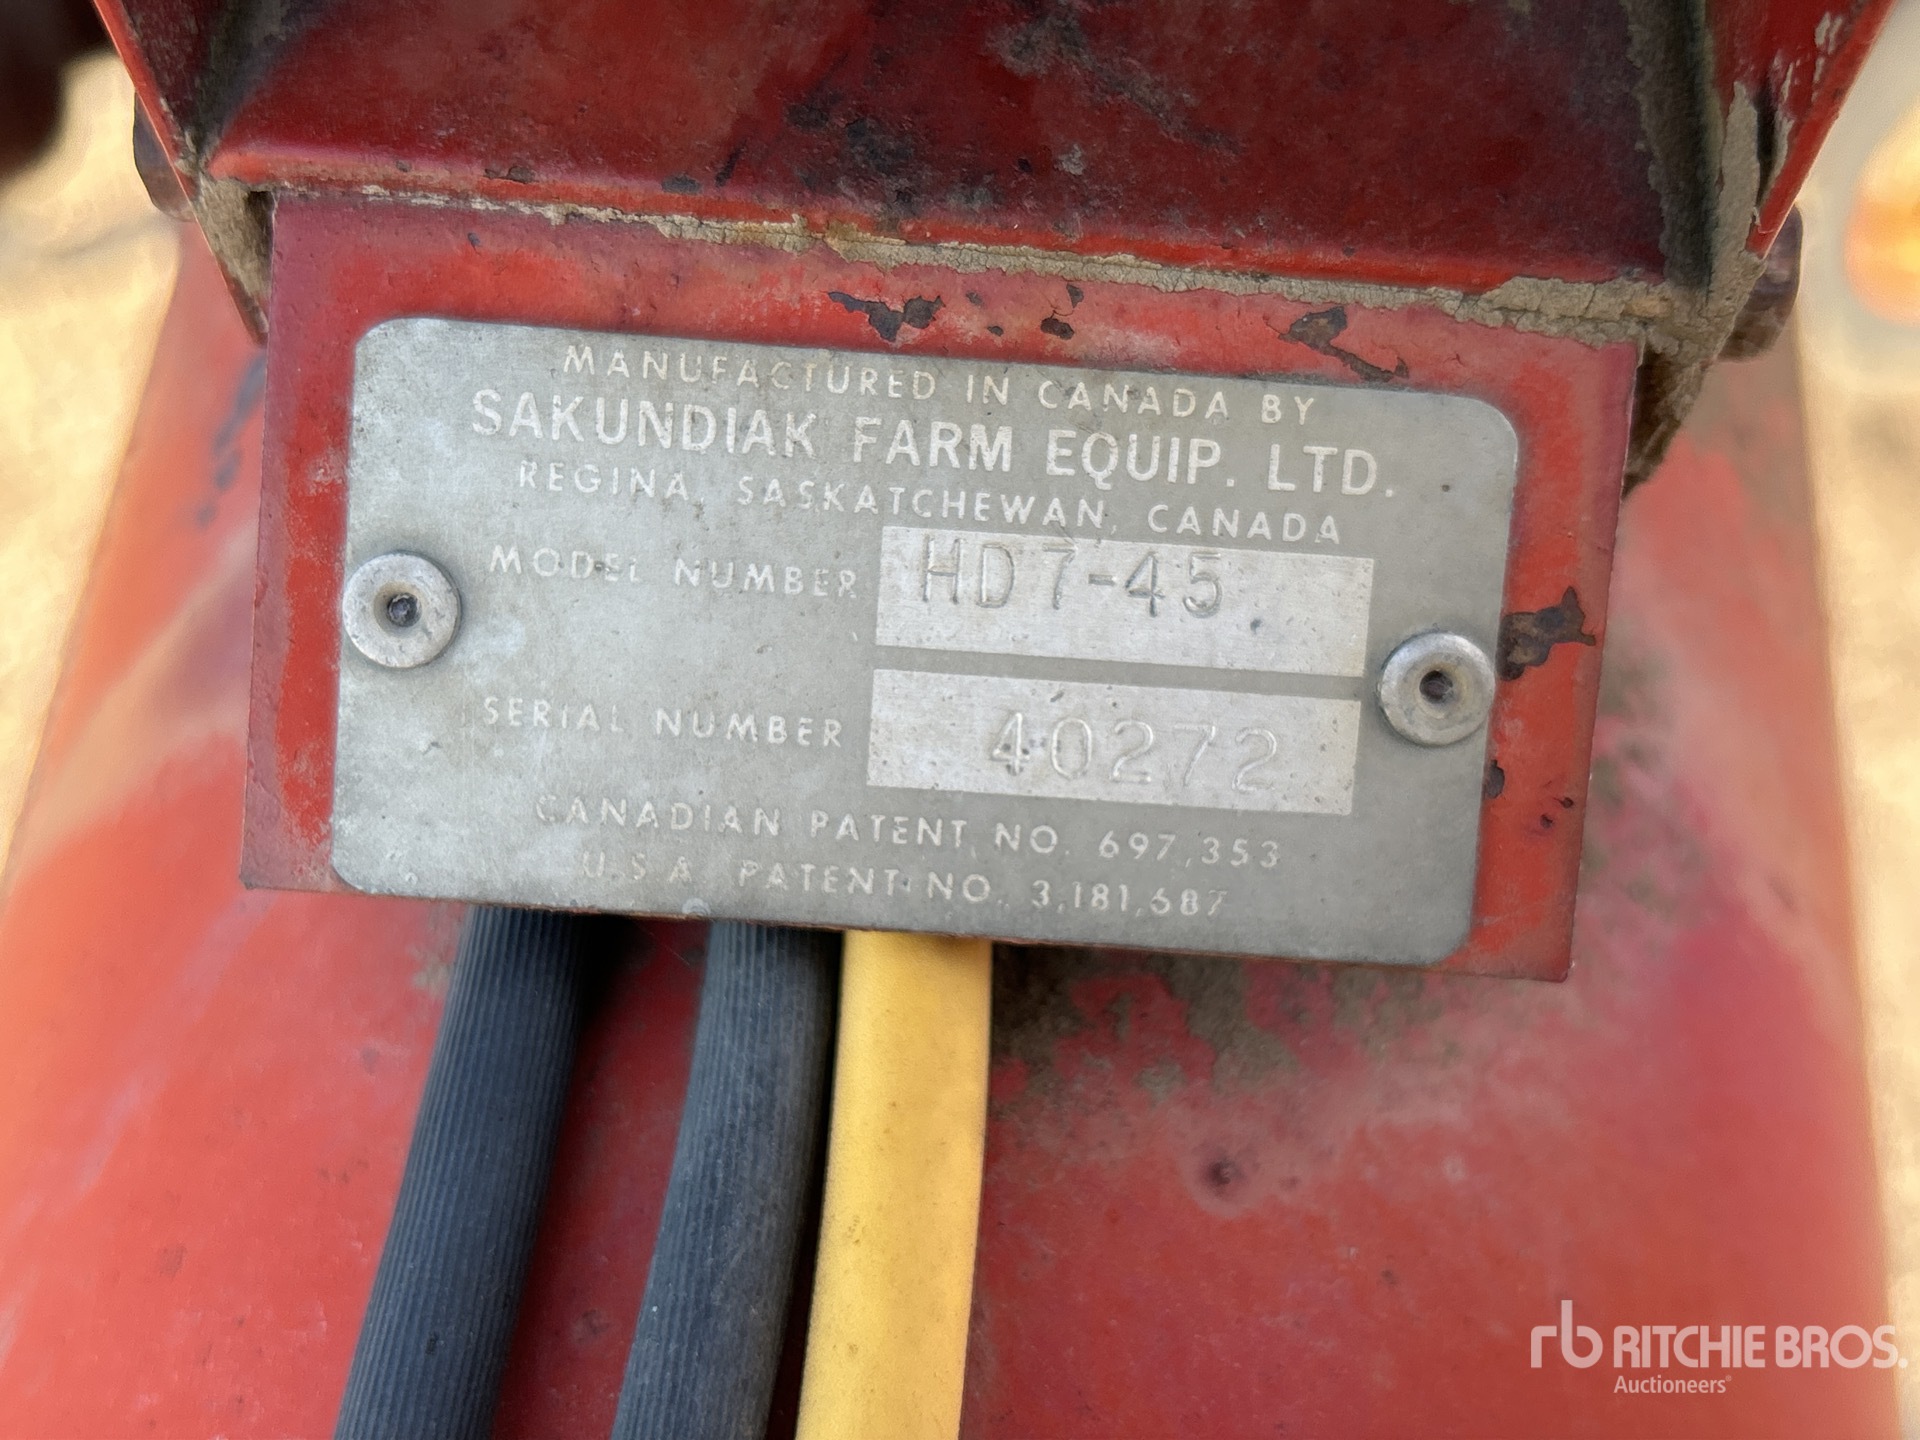 MANUFACTURED IN CANADA BY
SAKUNDIAK FARM EQUIP. LTD.
REGINA, SASKATCHEWAN, CANADA
MODEL NUMBER HD7-45
SERIAL NUMBER 40272
CANADIAN PATENT NO. 697,353
U.S.A. PATENT NO. 3,181,687
rb RITCHIE BROS.
Auctioneers